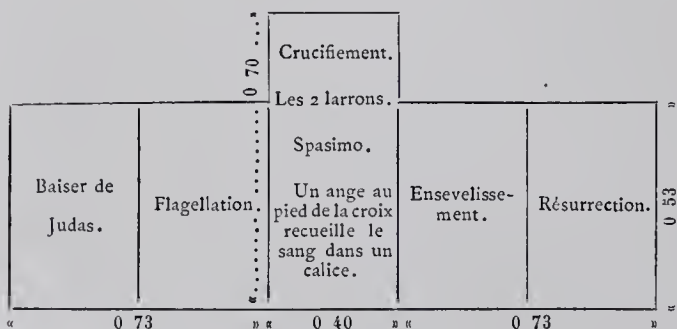 Crucifiement.
0 70
Les 2 larrons.
Spasimo.
Un ange au
pied de la croix
recueille le
sang dans un
calice.
Baiser de
Judas.
Flagellation.
Ensevelisse-
ment.
Résurrection.
0 53
« 0 73 » « 0 40 » « 0 73 »